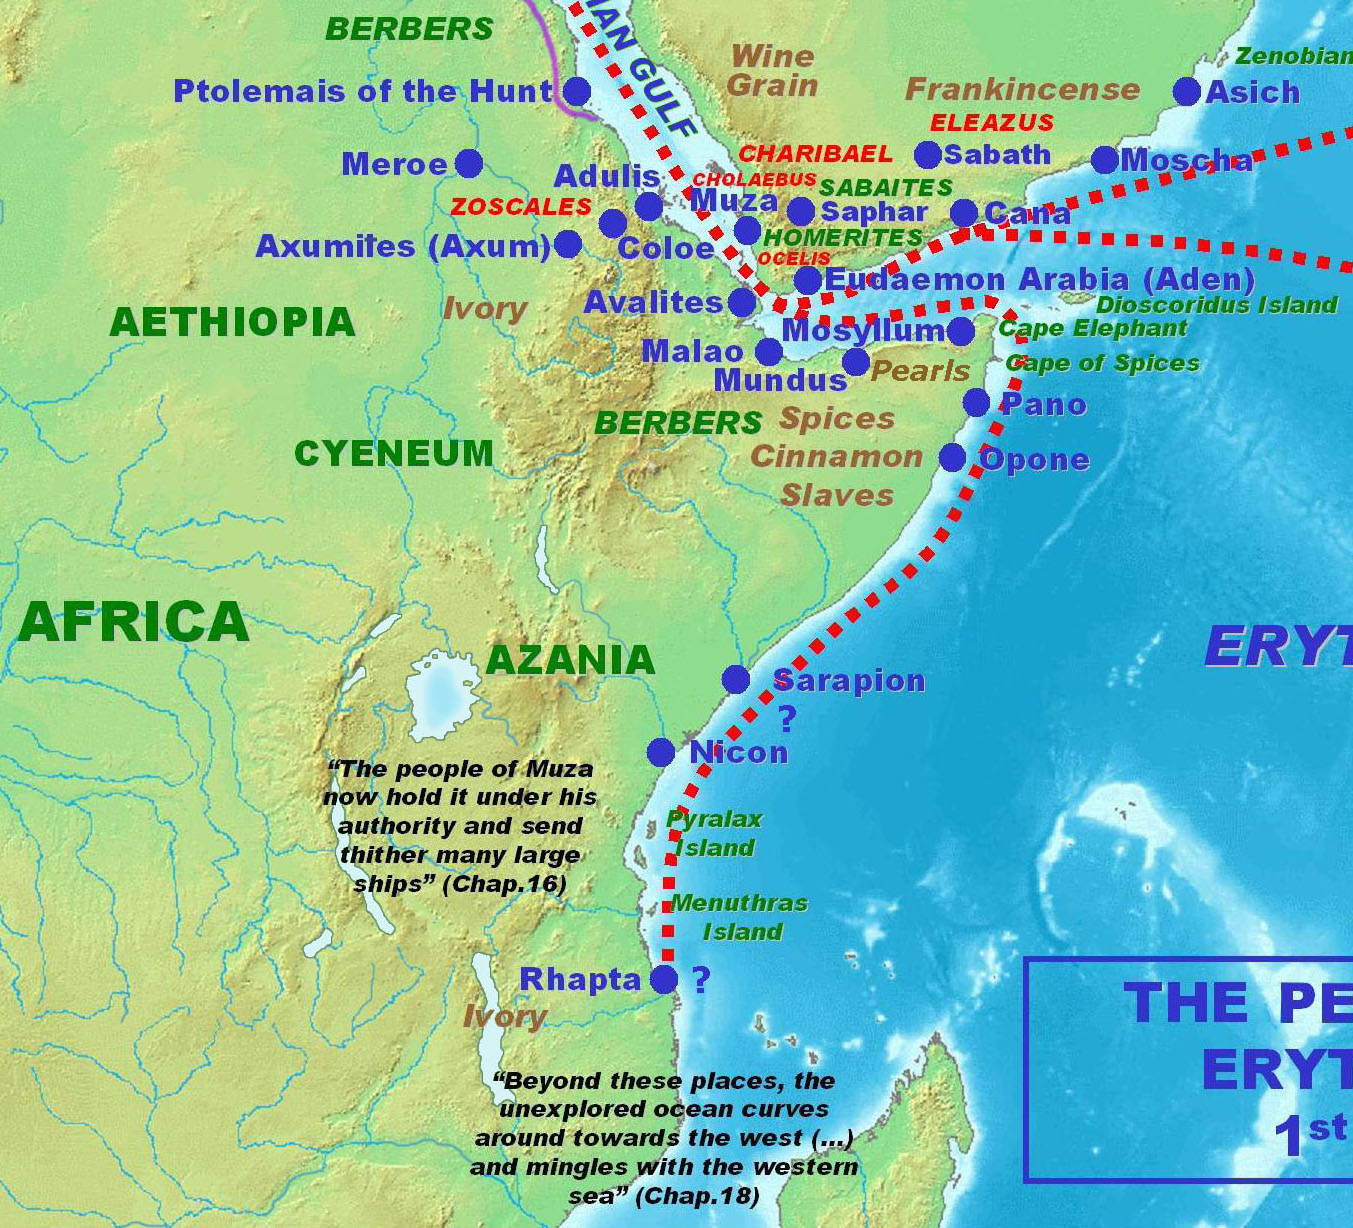 BERBERS
IAN GULF
Wine
Grain
Zenobian
Ptolemais of the Hunt
Frankincense
Asich
ELEAZUS
Meroe
Adulis
CHARIBAEL
Sabath
Moscha
CHOLAEBUS
SABAITES
ZOSCALES
Muza
Saphar
Cana
Axumites (Axum)
Coloe
HOMERITES
OCELIS
Eudaemon Arabia (Aden)
Ivory
Avalites
Dioscoridus Island
AETHIOPIA
Mosyllum
Cape Elephant
Malao
Cape of Spices
Mundus
Pearls
Pano
BERBERS
Spices
Cinnamon
Slaves
CYENEUM
Opone
AFRICA
AZANIA
ERYT
Sarapion
?
Nicon
“The people of Muza
now hold it under his
authority and send
thither many large
ships” (Chap.16)
Pyralax
Island
Menuthras
Island
Rhapta ?
Ivory
THE PE
ERYT
1st
“Beyond these places, the
unexplored ocean curves
around towards the west (...)
and mingles with the western
sea” (Chap.18)